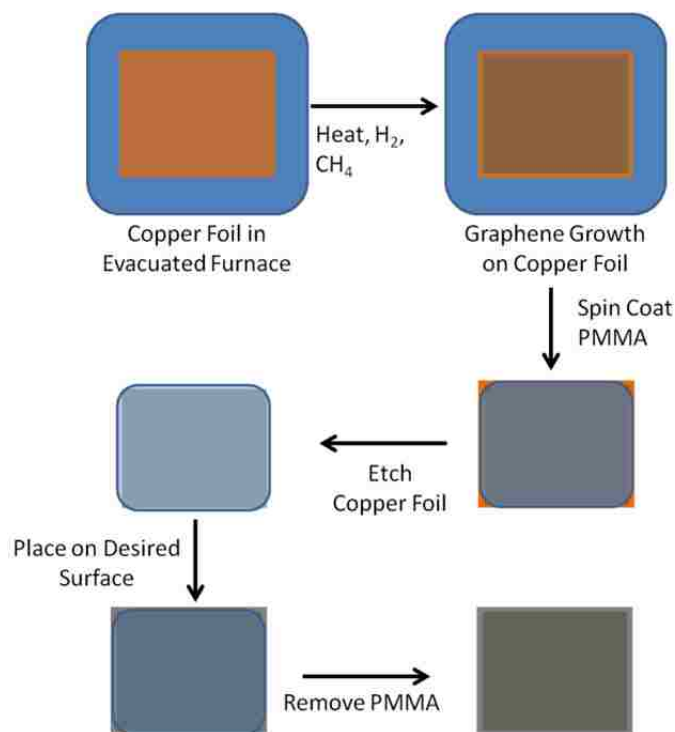 Heat, H₂,
CH₄
Copper Foil in
Evacuated Furnace
Graphene Growth
on Copper Foil
Spin Coat
PMMA
Etch
Copper Foil
Place on Desired
Surface
Remove PMMA